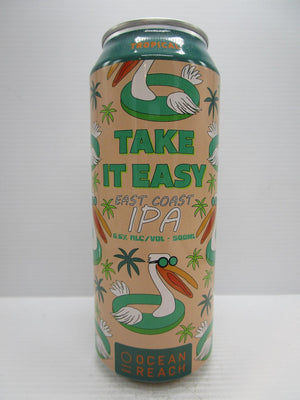 TROPICAL
TAKE
IT EASY
EAST COAST
IPA
6.5% ALC/VOL - 500ML
OCEAN
REACH